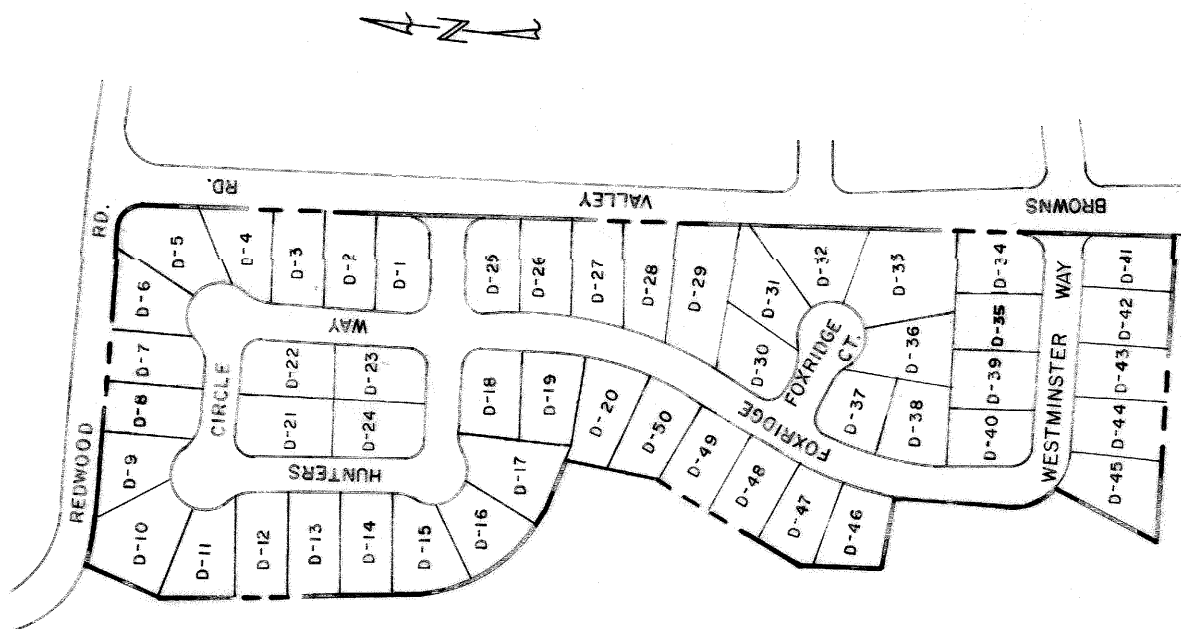 N
REDWOOD RD.
BROWNS VALLEY RD.
D-5
D-4
D-3
D-2
D-1
D-25
D-26
D-27
D-28
D-29
D-31
D-32
D-33
D-34
D-41
D-6
D-7
D-8
D-9
D-10
D-11
D-12
D-13
D-14
D-15
D-16
D-17
D-22
D-23
D-21
D-24
D-18
D-19
D-20
D-50
D-49
D-48
D-47
D-46
D-30
D-36
D-37
D-38
D-35
D-39
D-40
D-42
D-43
D-44
D-45
HUNTERS
CIRCLE
WAY
FOXRIDGE
FOXRIDGE
CT.
WESTMINSTER WAY